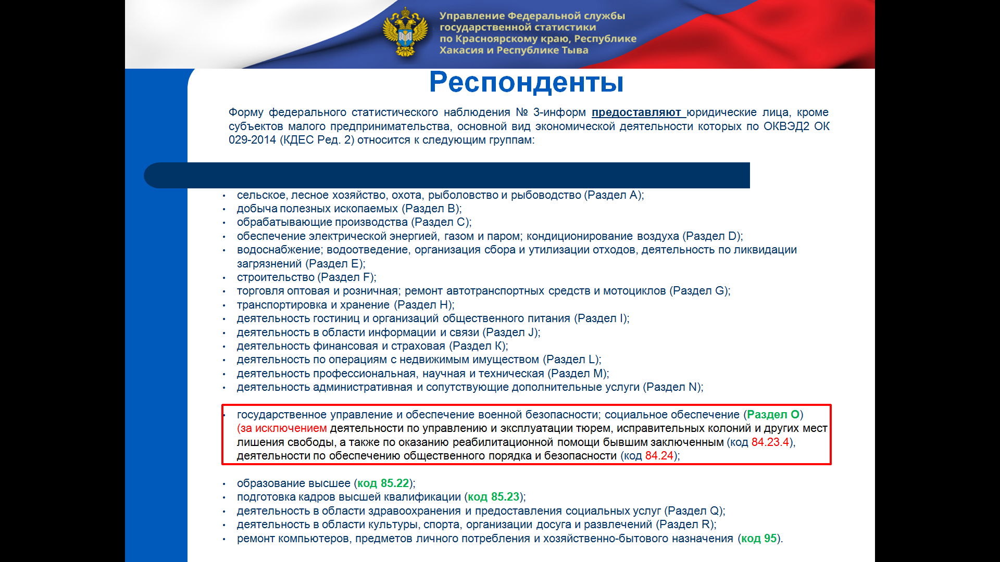 Управление Федеральной службы
государственной статистики
по Красноярскому краю, Республике
Хакасия и Республике Тыва
Респонденты
Форму федерального статистического наблюдения № 3-информ предоставляют юридические лица, кроме
субъектов малого предпринимательства, основной вид экономической деятельности которых по ОКВЭД2 ОК
029-2014 (КДЕС Ред. 2) относится к следующим группам:
• сельское, лесное хозяйство, охота, рыболовство и рыбоводство (Раздел A);
• добыча полезных ископаемых (Раздел B);
• обрабатывающие производства (Раздел C);
• обеспечение электрической энергией, газом и паром; кондиционирование воздуха (Раздел D);
• водоснабжение; водоотведение, организация сбора и утилизации отходов, деятельность по ликвидации
загрязнений (Раздел E);
• строительство (Раздел F);
• торговля оптовая и розничная; ремонт автотранспортных средств и мотоциклов (Раздел G);
• транспортировка и хранение (Раздел H);
• деятельность гостиниц и организаций общественного питания (Раздел I);
• деятельность в области информации и связи (Раздел J);
• деятельность финансовая и страховая (Раздел K);
• деятельность по операциям с недвижимым имуществом (Раздел L);
• деятельность профессиональная, научная и техническая (Раздел M);
• деятельность административная и сопутствующие дополнительные услуги (Раздел N);
• государственное управление и обеспечение военной безопасности; социальное обеспечение (Раздел O)
(за исключением деятельности по управлению и эксплуатации тюрем, исправительных колоний и других мест
лишения свободы, а также по оказанию реабилитационной помощи бывшим заключенным (код 84.23.4),
деятельности по обеспечению общественного порядка и безопасности (код 84.24);
• образование высшее (код 85.22);
• подготовка кадров высшей квалификации (код 85.23);
• деятельность в области здравоохранения и предоставления социальных услуг (Раздел Q);
• деятельность в области культуры, спорта, организации досуга и развлечений (Раздел R);
• ремонт компьютеров, предметов личного потребления и хозяйственно-бытового назначения (код 95).